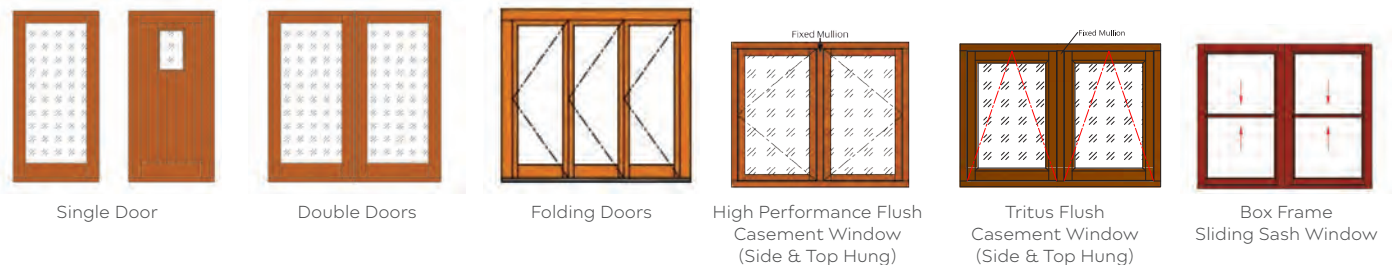 Fixed Mullion
Fixed Mullion
Single Door
Double Doors
Folding Doors
High Performance Flush
Casement Window
(Side & Top Hung)
Tritus Flush
Casement Window
(Side & Top Hung)
Box Frame
Sliding Sash Window